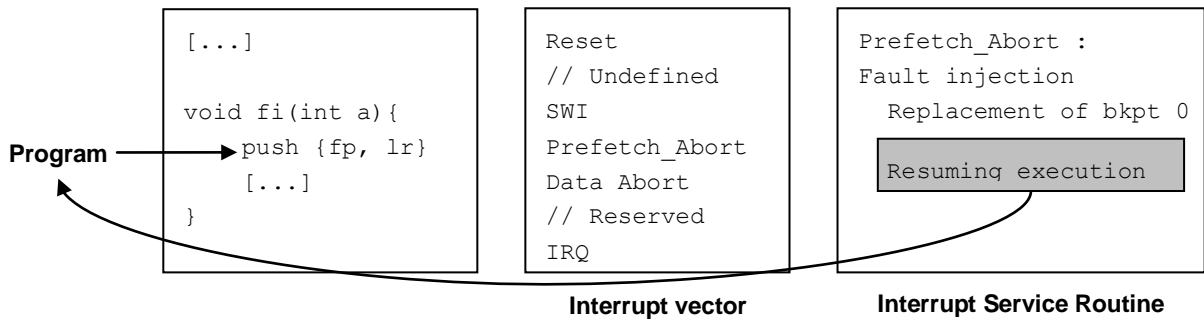 [...]
void fi(int a){
push {fp, lr}
[...]
}
Program
Reset
// Undefined
SWI
Prefetch_Abort
Data Abort
// Reserved
IRQ
Interrupt vector
Prefetch_Abort :
Fault injection
Replacement of bkpt 0
Resuming execution
Interrupt Service Routine